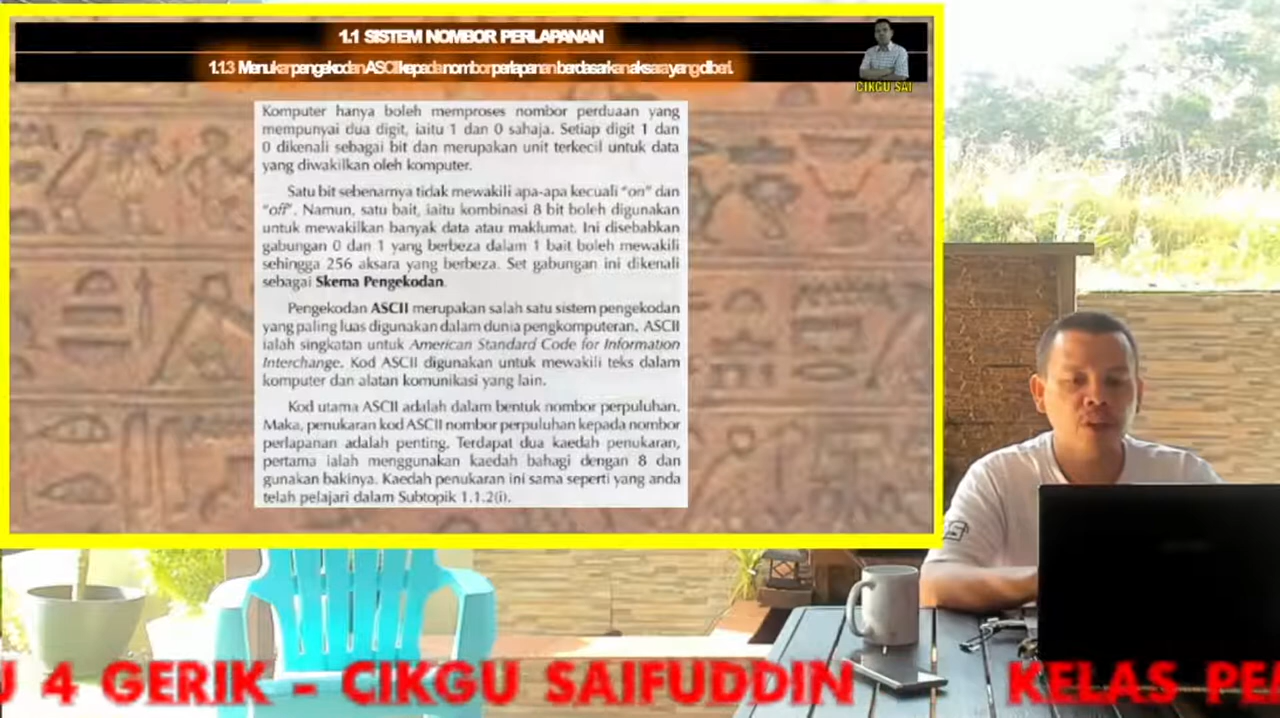 1.1 SISTEM NOMBOR PERLAPANAN
1.1.3 Menukar pengekodan ASCII kepada nombor perlapanan berdasarkan aksara yang diberi.
CIKGU SAI
Komputer hanya boleh memproses nombor perduaan yang
mempunyai dua digit, iaitu 1 dan 0 sahaja. Setiap digit 1 dan
0 dikenali sebagai bit dan merupakan unit terkecil untuk data
yang diwakilkan oleh komputer.
Satu bit sebenarnya tidak mewakili apa-apa kecuali "on" dan
"off". Namun, satu bait, iaitu kombinasi 8 bit boleh digunakan
untuk mewakilkan banyak data atau maklumat. Ini disebabkan
gabungan 0 dan 1 yang berbeza dalam 1 bait boleh mewakili
sehingga 256 aksara yang berbeza. Set gabungan ini dikenali
sebagai Skema Pengekodan.
Pengekodan ASCII merupakan salah satu sistem pengekodan
yang paling luas digunakan dalam dunia pengkomputeran. ASCII
ialah singkatan untuk American Standard Code for Information
Interchange. Kod ASCII digunakan untuk mewakili teks dalam
komputer dan alatan komunikasi yang lain.
Kod utama ASCII adalah dalam bentuk nombor perpuluhan.
Maka, penukaran kod ASCII nombor perpuluhan kepada nombor
perlapanan adalah penting. Terdapat dua kaedah penukaran,
pertama ialah menggunakan kaedah bahagi dengan 8 dan
gunakan bakinya. Kaedah penukaran ini sama seperti yang anda
telah pelajari dalam Subtopik 1.1.2(i).
4 GERIK - CIKGU SAIFUDDIN KELAS